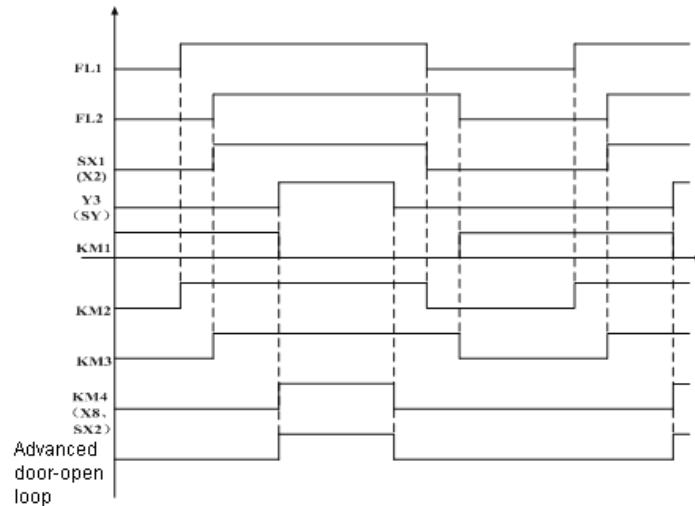 FL1
FL2
SX1
(X2)
Y3
（SY）
KM1
KM2
KM3
KM4
（X8、
SX2）
Advanced
door-open
loop